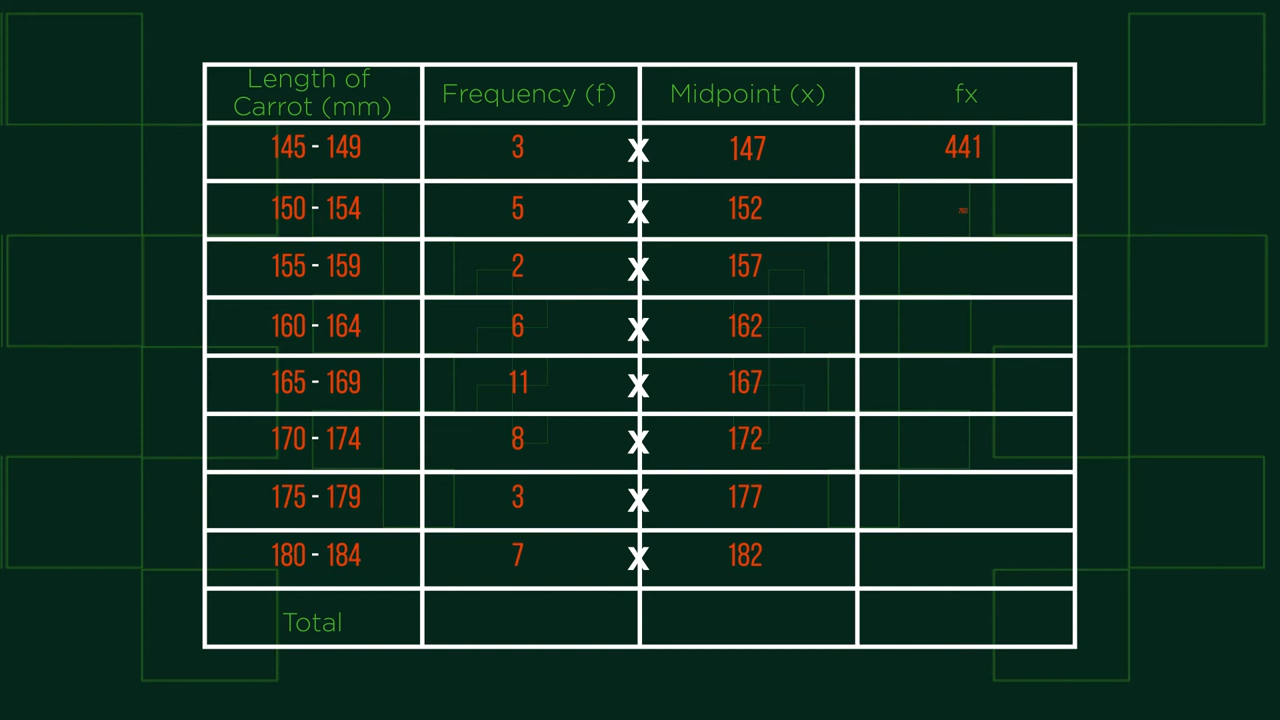 Length of
Carrot (mm) Frequency (f) Midpoint (x) fx
145 - 149 3 x 147 441
150 - 154 5 x 152 760
155 - 159 2 x 157
160 - 164 6 x 162
165 - 169 11 x 167
170 - 174 8 x 172
175 - 179 3 x 177
180 - 184 7 x 182
Total